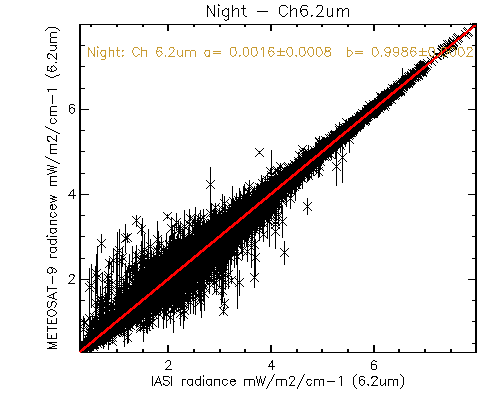 Night - Ch6.2um
Night: Ch 6.2um a= 0.0016±0.0008 b= 0.9986±0.0002
METEOSAT-9 radiancew mW/m2/cm-1 (6.2um)
6
4
2
2 4 6
IASI radiance mW/m2/cm-1 (6.2um)